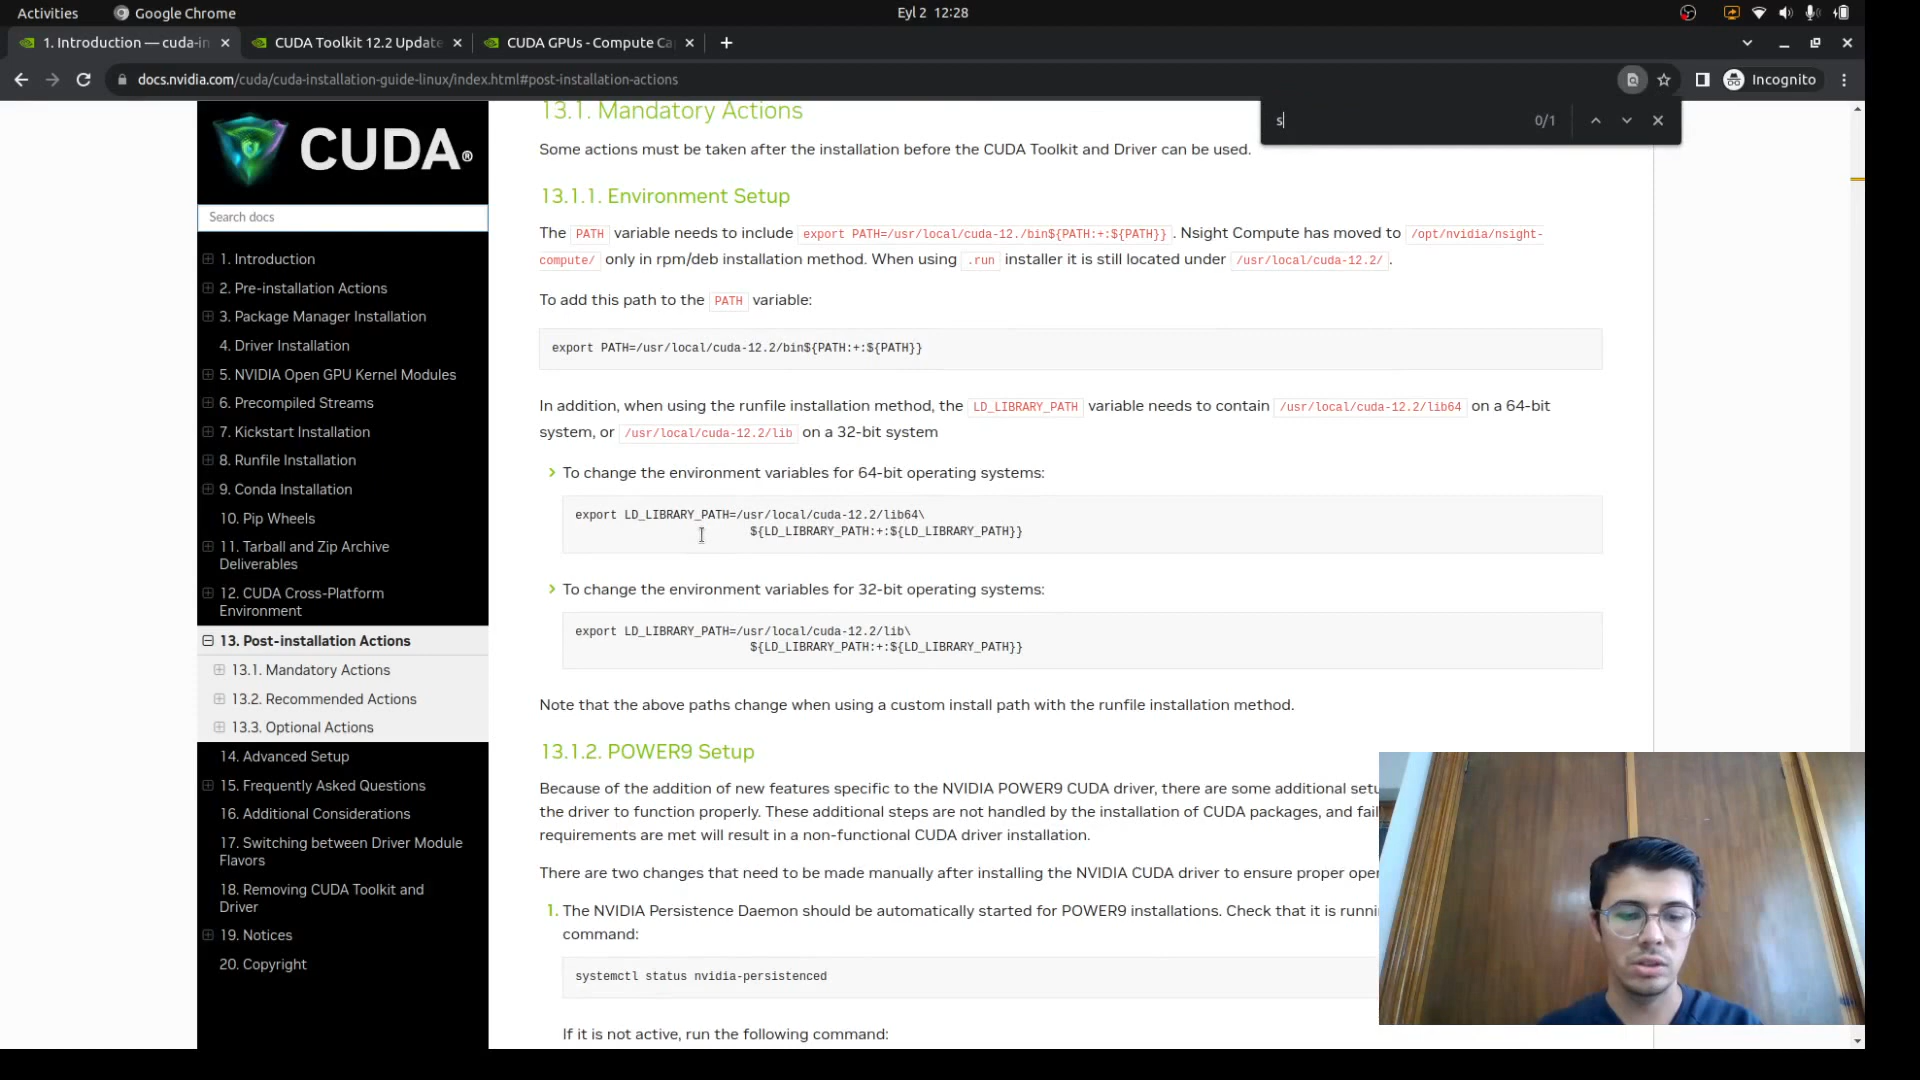 Activities
Google Chrome
Eyl 2 12:28
1. Introduction — cuda-in
CUDA Toolkit 12.2 Update
CUDA GPUs - Compute Ca
docs.nvidia.com/cuda/cuda-installation-guide-linux/index.html#post-installation-actions
Incognito
s
0/1
CUDA®
Search docs
1. Introduction
2. Pre-installation Actions
3. Package Manager Installation
4. Driver Installation
5. NVIDIA Open GPU Kernel Modules
6. Precompiled Streams
7. Kickstart Installation
8. Runfile Installation
9. Conda Installation
10. Pip Wheels
11. Tarball and Zip Archive
Deliverables
12. CUDA Cross-Platform
Environment
13. Post-installation Actions
13.1. Mandatory Actions
13.2. Recommended Actions
13.3. Optional Actions
14. Advanced Setup
15. Frequently Asked Questions
16. Additional Considerations
17. Switching between Driver Module
Flavors
18. Removing CUDA Toolkit and
Driver
19. Notices
20. Copyright
13.1. Mandatory Actions
Some actions must be taken after the installation before the CUDA Toolkit and Driver can be used.
13.1.1. Environment Setup
The PATH variable needs to include export PATH=/usr/local/cuda-12./bin${PATH:+:${PATH}} . Nsight Compute has moved to /opt/nvidia/nsight-
compute/ only in rpm/deb installation method. When using .run installer it is still located under /usr/local/cuda-12.2/ .
To add this path to the PATH variable:
export PATH=/usr/local/cuda-12.2/bin${PATH:+:${PATH}}
In addition, when using the runfile installation method, the LD_LIBRARY_PATH variable needs to contain /usr/local/cuda-12.2/lib64 on a 64-bit
system, or /usr/local/cuda-12.2/lib on a 32-bit system
To change the environment variables for 64-bit operating systems:
export LD_LIBRARY_PATH=/usr/local/cuda-12.2/lib64\
${LD_LIBRARY_PATH:+:${LD_LIBRARY_PATH}}
To change the environment variables for 32-bit operating systems:
export LD_LIBRARY_PATH=/usr/local/cuda-12.2/lib\
${LD_LIBRARY_PATH:+:${LD_LIBRARY_PATH}}
Note that the above paths change when using a custom install path with the runfile installation method.
13.1.2. POWER9 Setup
Because of the addition of new features specific to the NVIDIA POWER9 CUDA driver, there are some additional setu
the driver to function properly. These additional steps are not handled by the installation of CUDA packages, and fail
requirements are met will result in a non-functional CUDA driver installation.
There are two changes that need to be made manually after installing the NVIDIA CUDA driver to ensure proper oper
1. The NVIDIA Persistence Daemon should be automatically started for POWER9 installations. Check that it is runni
command:
systemctl status nvidia-persistenced
If it is not active, run the following command: